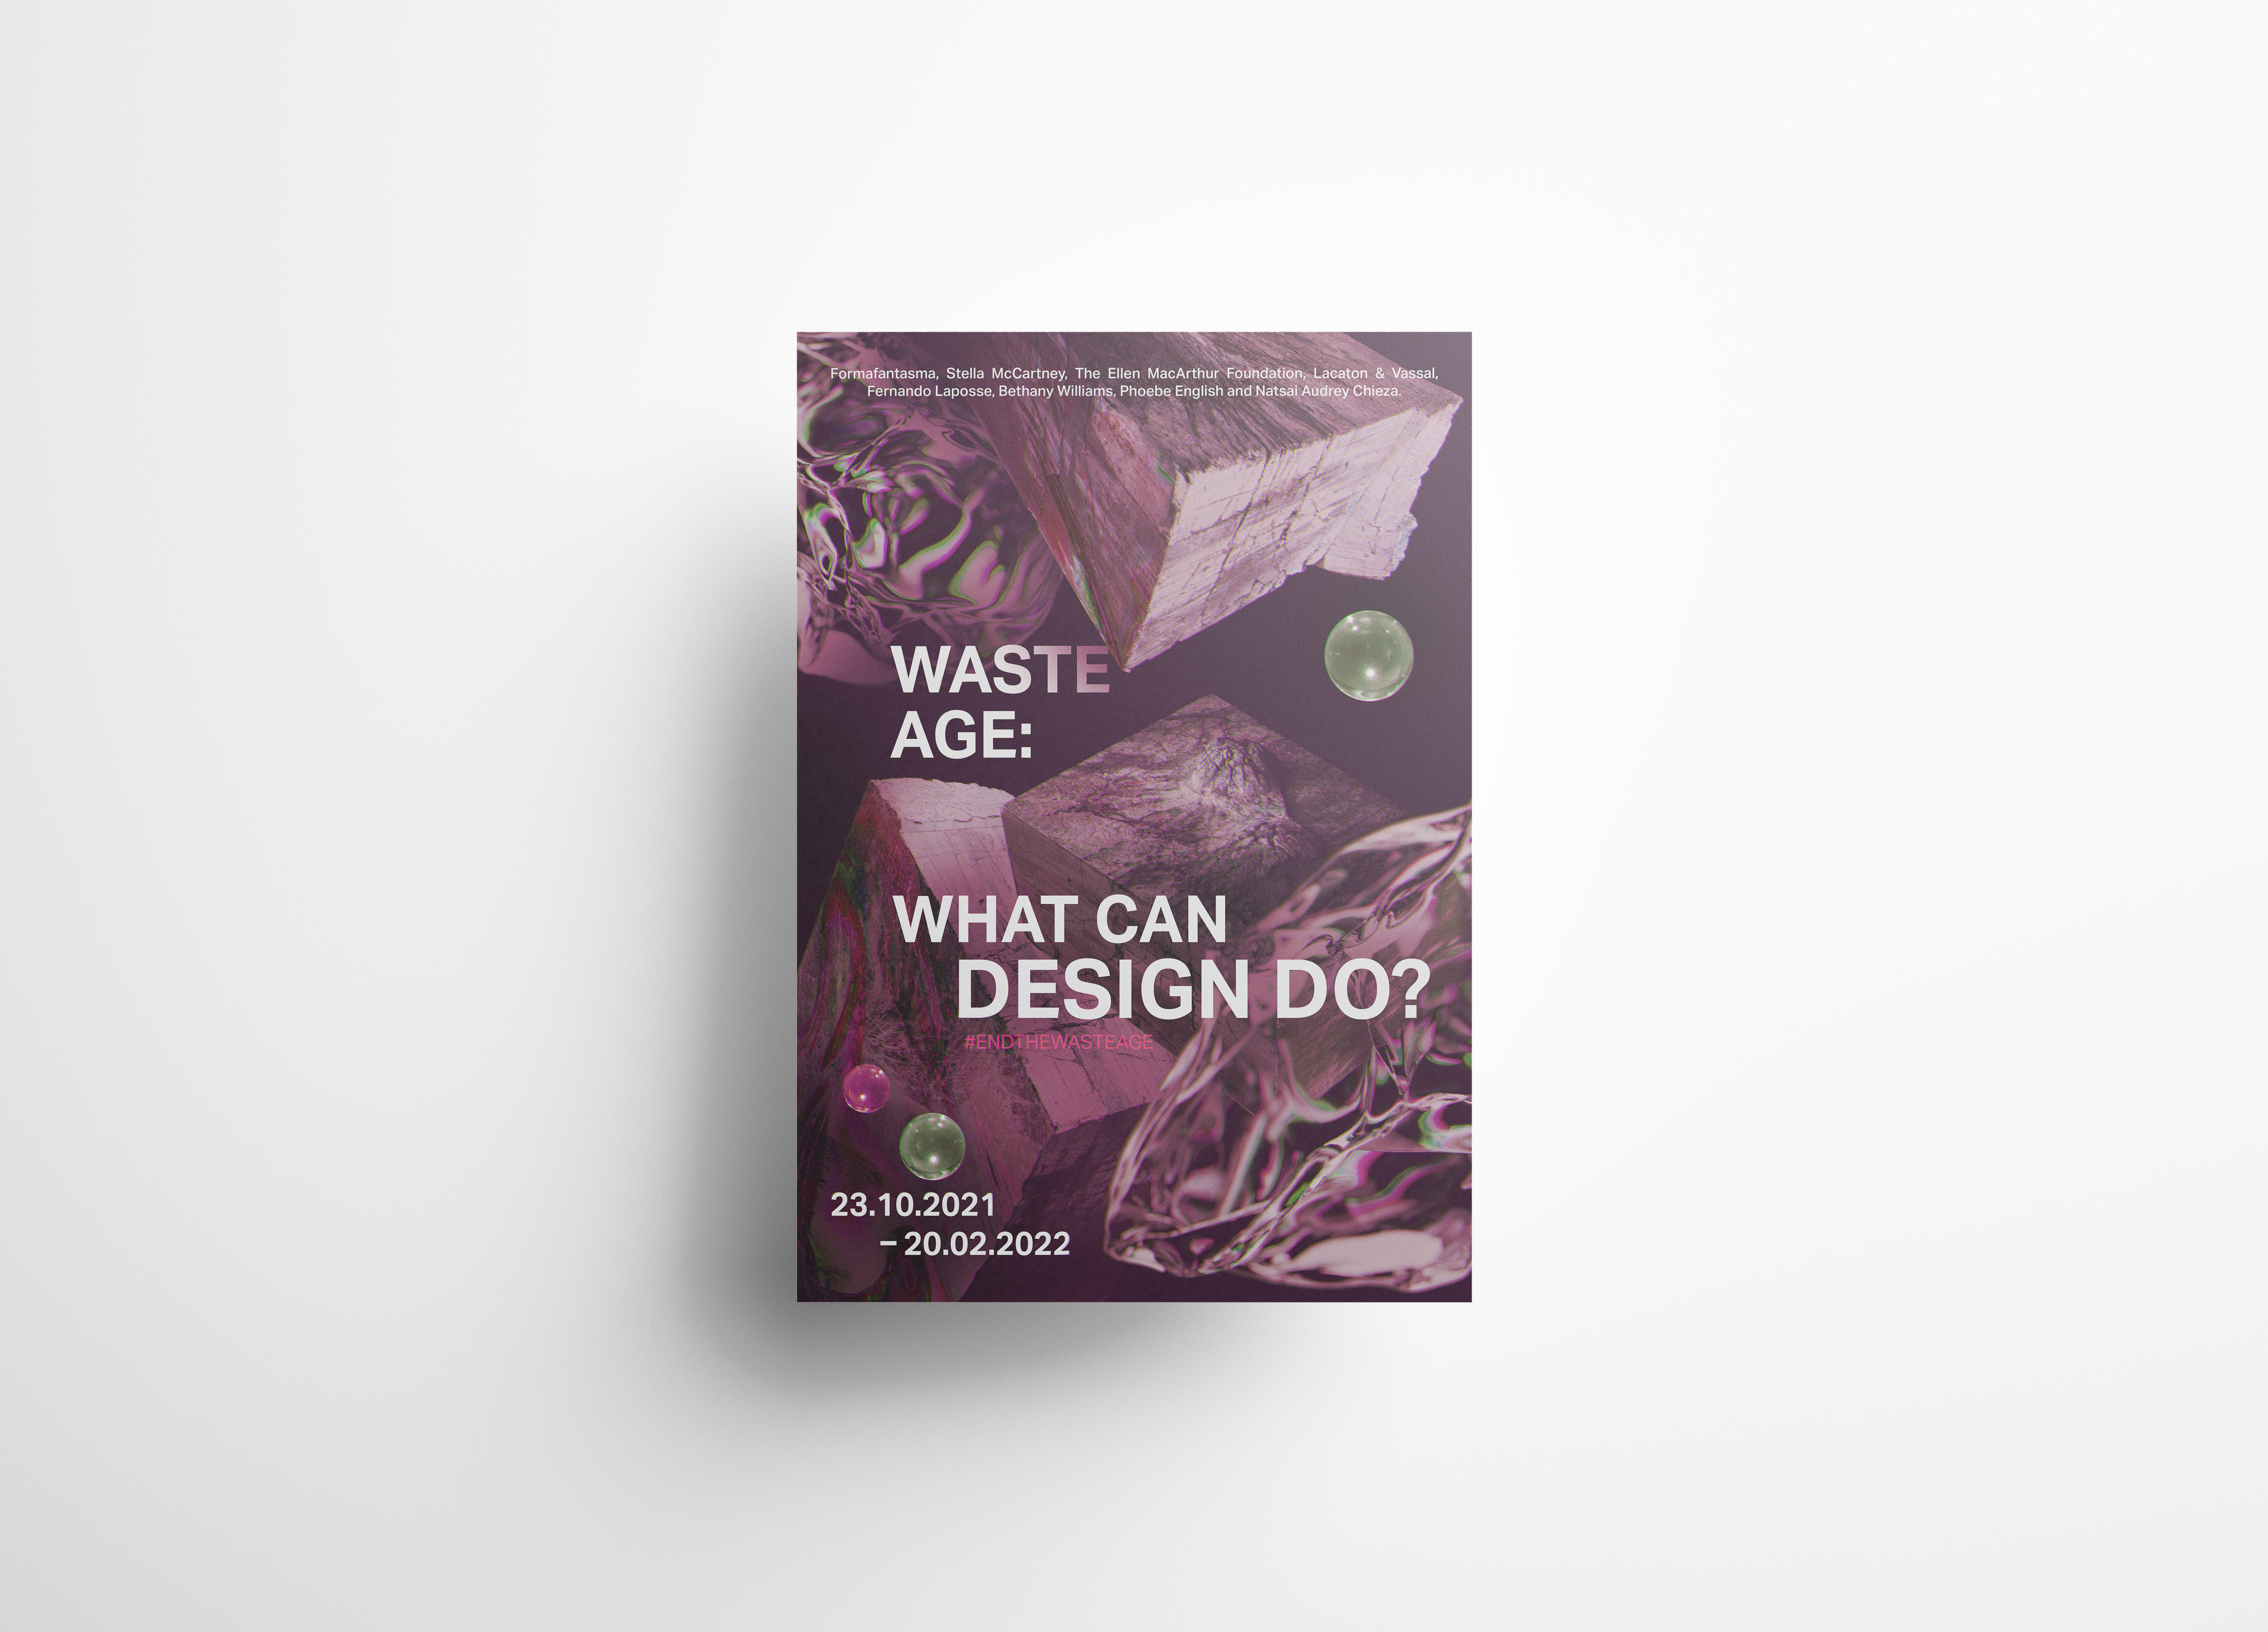 Formafantasma, Stella McCartney, The Ellen MacArthur Foundation, Lacaton & Vassal,
Fernando Laposse, Bethany Williams, Phoebe English and Natsai Audrey Chieza.
WASTE
AGE:
WHAT CAN
DESIGN DO?
#ENDTHEWASTEAGE
23.10.2021
– 20.02.2022